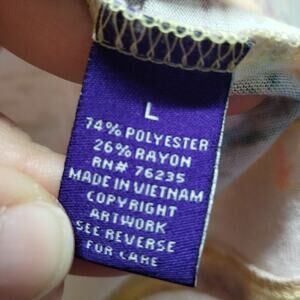 L
74% POLYESTER
26% RAYON
RN# 76235
MADE IN VIETNAM
COPYRIGHT
ARTWORK
SEE REVERSE
FOR CARE